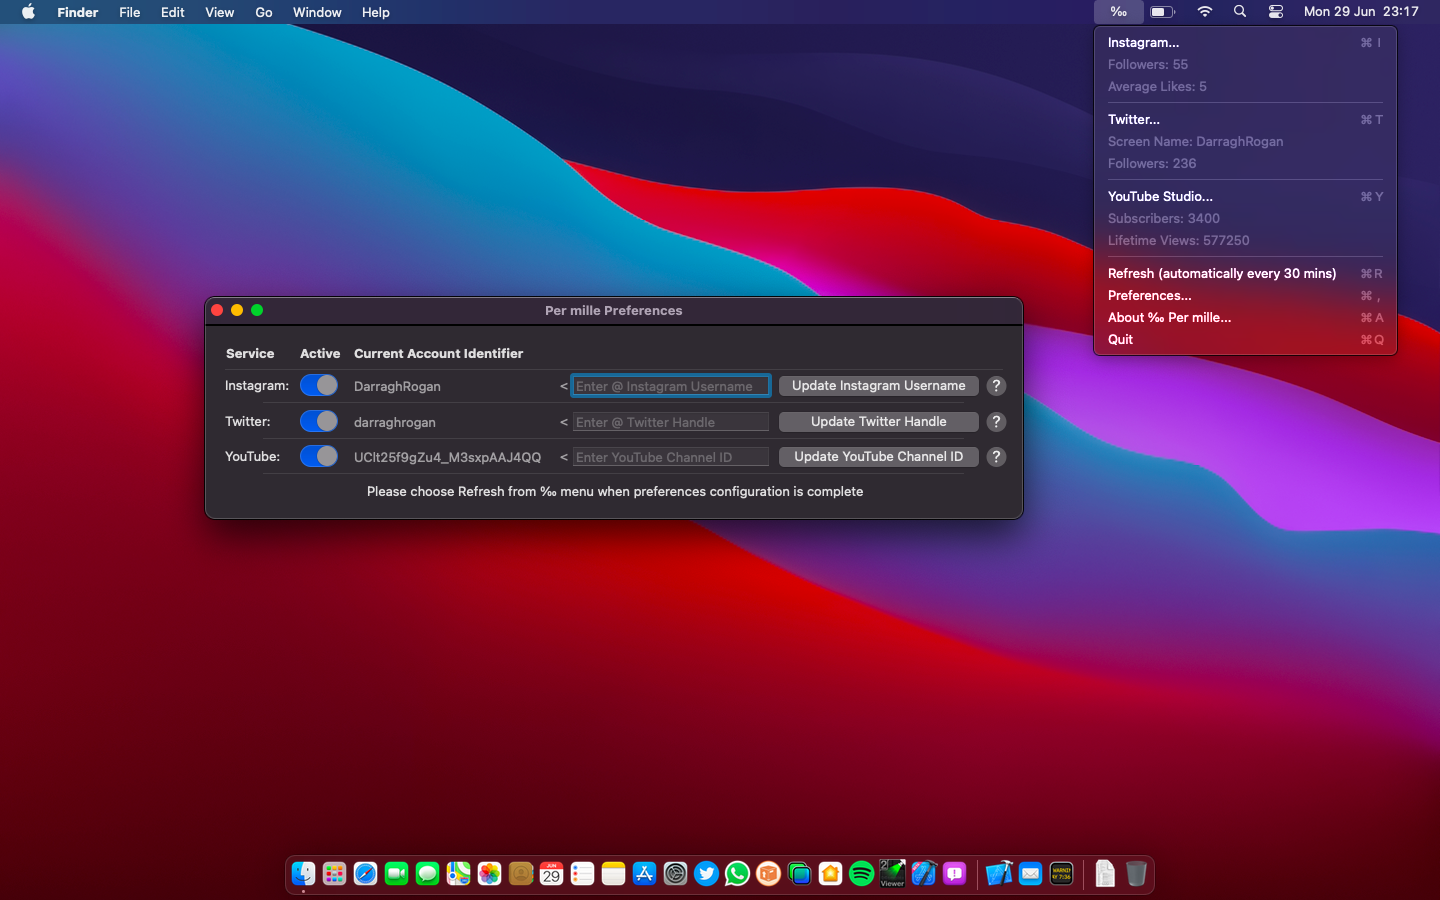 Finder File Edit View Go Window Help ‰ Mon 29 Jun 23:17
Instagram... ⌘ I
Followers: 55
Average Likes: 5
Twitter... ⌘ T
Screen Name: DarraghRogan
Followers: 236
YouTube Studio... ⌘ Y
Subscribers: 3400
Lifetime Views: 577250
Refresh (automatically every 30 mins) ⌘ R
Preferences... ⌘ ,
About ‰ Per mille... ⌘ A
Quit ⌘ Q
Per mille Preferences
Service Active Current Account Identifier
Instagram: DarraghRogan < Enter @ Instagram Username Update Instagram Username ?
Twitter: darraghrogan < Enter @ Twitter Handle Update Twitter Handle ?
YouTube: UClt25f9gZu4_M3sxpAAJ4QQ < Enter YouTube Channel ID Update YouTube Channel ID ?
Please choose Refresh from ‰ menu when preferences configuration is complete
JUN
29
2
Viewer